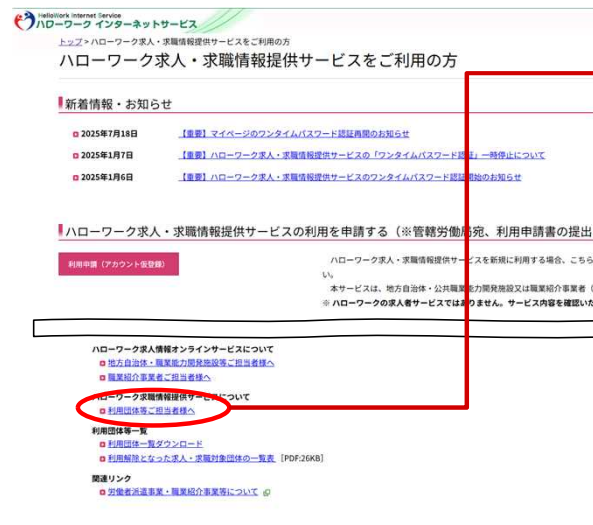 HelloWork Internet Service
ハローワーク インターネットサービス
トップ > ハローワーク求人・求職情報提供サービスをご利用の方
ハローワーク求人・求職情報提供サービスをご利用の方
新着情報・お知らせ
2025年7月18日 【重要】マイページのワンタイムパスワード認証再開のお知らせ
2025年1月7日 【重要】ハローワーク求人・求職情報提供サービスの「ワンタイムパスワード認証」一時停止について
2025年1月6日 【重要】ハローワーク求人・求職情報提供サービスのワンタイムパスワード認証開始のお知らせ
ハローワーク求人・求職情報提供サービスの利用を申請する（※管轄労働局宛、利用申請書の提出
利用申請（アカウント仮登録）
ハローワーク求人・求職情報提供サービスを新規に利用する場合、こちら
い。
本サービスは、地方自治体・公共職業能力開発施設又は職業紹介事業者（
※ ハローワークの求人者サービスではありません。サービス内容を確認いた
ハローワーク求人情報オンラインサービスについて
地方自治体・職業能力開発施設等ご担当者様へ
職業紹介事業者ご担当者様へ
ハローワーク求職情報提供サービスについて
利用団体等ご担当者様へ
利用団体等一覧
利用団体一覧ダウンロード
利用解除となった求人・求職対象団体の一覧表 [PDF:26KB]
関連リンク
労働者派遣事業・職業紹介事業等について